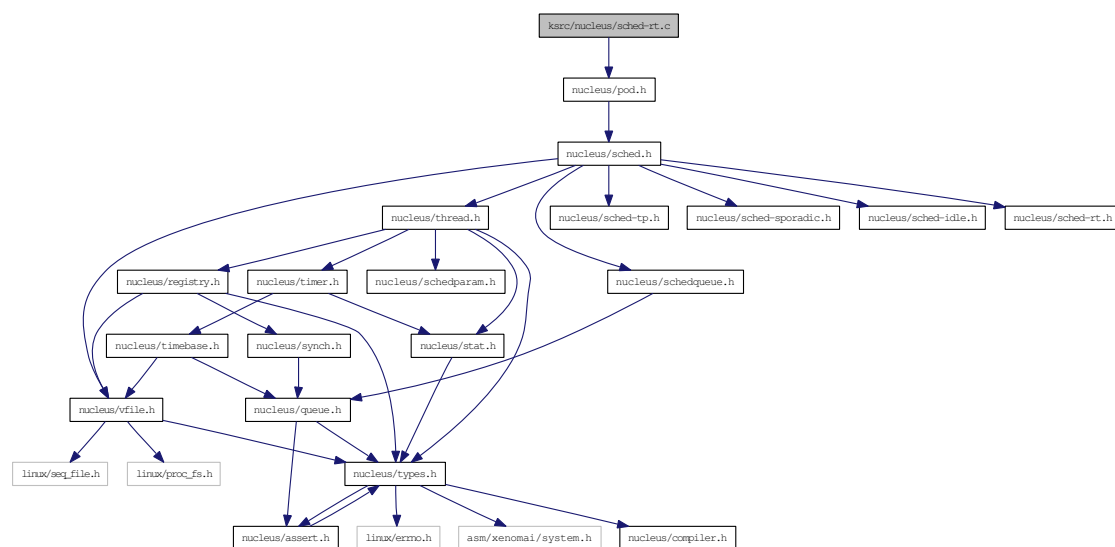 ksrc/nucleus/sched-rt.c
nucleus/pod.h
nucleus/sched.h
nucleus/thread.h
nucleus/sched-tp.h
nucleus/sched-sporadic.h
nucleus/sched-idle.h
nucleus/sched-rt.h
nucleus/registry.h
nucleus/timer.h
nucleus/schedparam.h
nucleus/schedqueue.h
nucleus/timebase.h
nucleus/synch.h
nucleus/stat.h
nucleus/vfile.h
nucleus/queue.h
linux/seq_file.h
linux/proc_fs.h
nucleus/types.h
nucleus/assert.h
linux/errno.h
asm/xenomai/system.h
nucleus/compiler.h